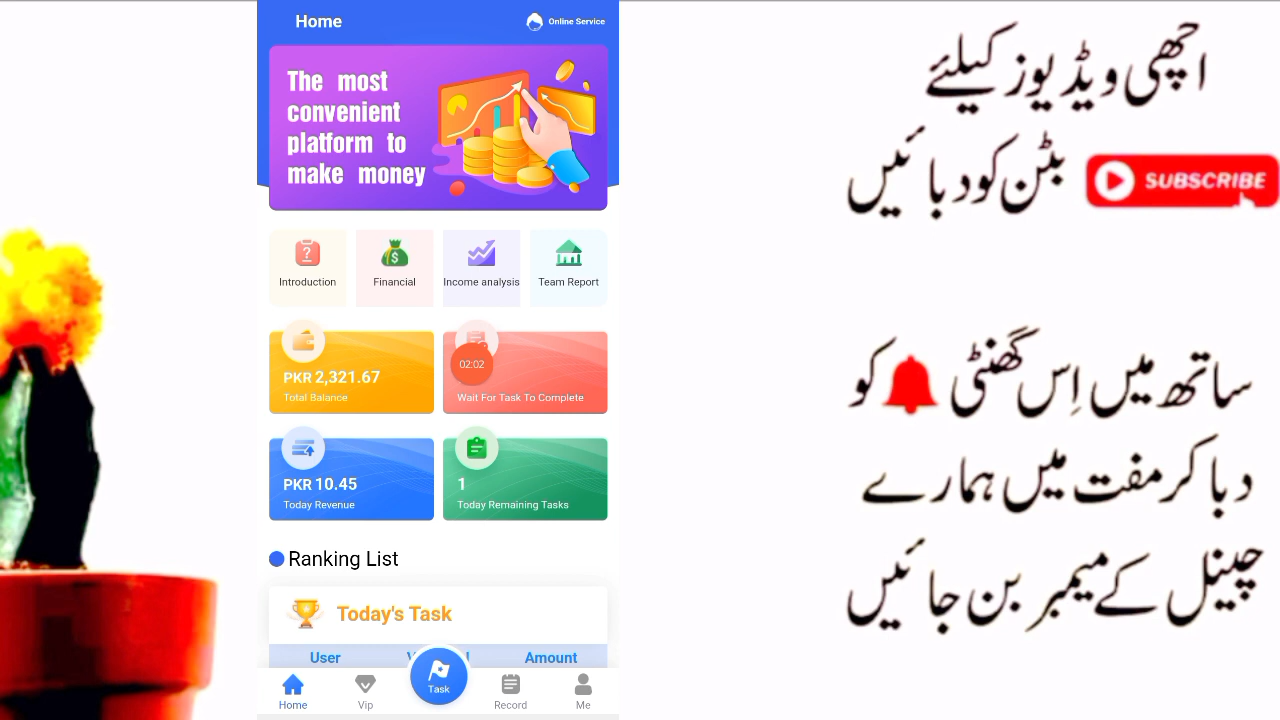 Home
Online Service
The most
convenient
platform to
make money
Introduction
Financial
Income analysis
Team Report
PKR 2,321.67
Total Balance
02:02
Wait For Task To Complete
PKR 10.45
Today Revenue
1
Today Remaining Tasks
Ranking List
Today's Task
User
Amount
Home
Vip
Task
Record
Me
اچھی ویڈیوز کیلئے
SUBSCRIBE بٹن کو دبائیں
ساتھ میں اِس گھنٹی کو
دبا کر مفت میں ہمارے
چینل کے میمبر بن جائیں